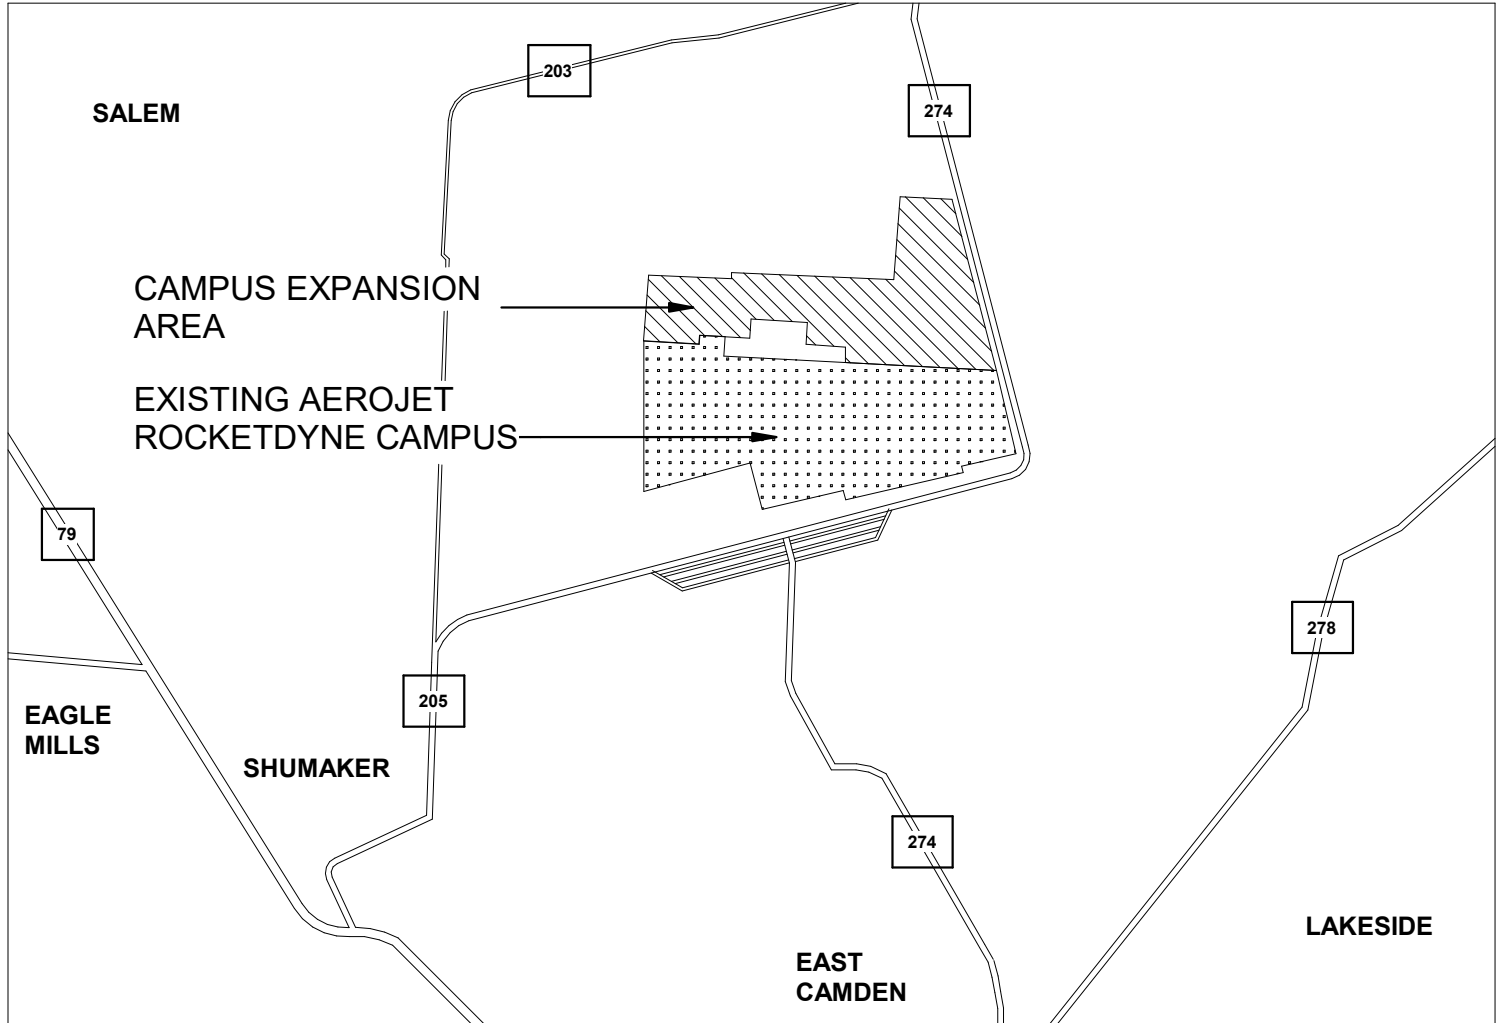 203
SALEM
274
CAMPUS EXPANSION
AREA
EXISTING AEROJET
ROCKETDYNE CAMPUS
79
278
205
EAGLE
MILLS
SHUMAKER
274
LAKESIDE
EAST
CAMDEN